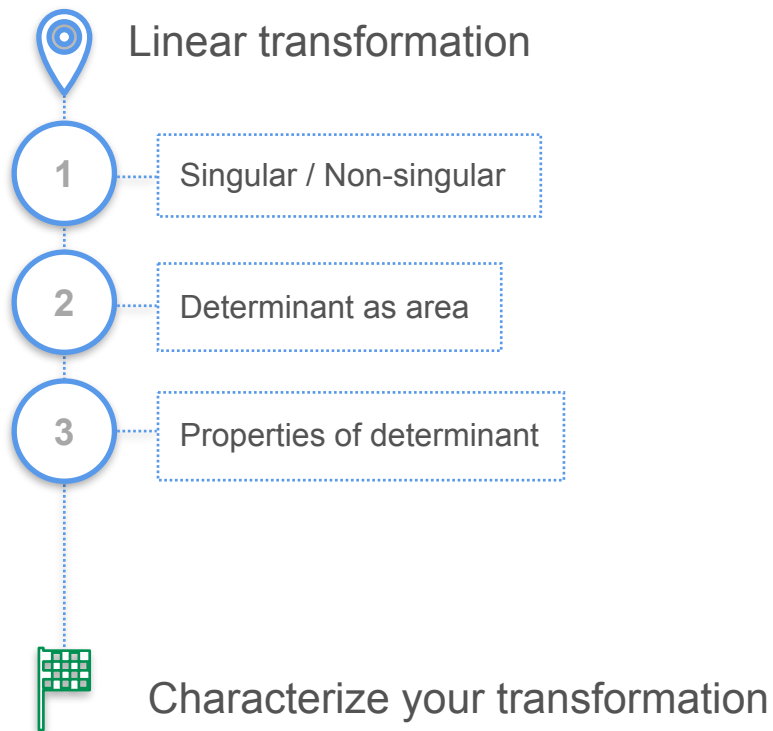 Linear transformation
1
Singular / Non-singular
2
Determinant as area
3
Properties of determinant
Characterize your transformation